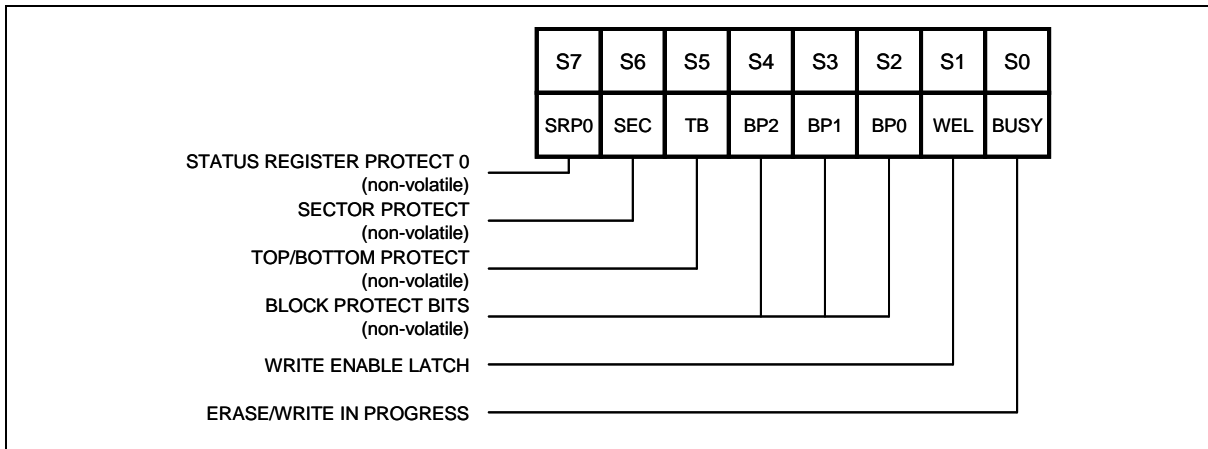 S7 S6 S5 S4 S3 S2 S1 S0
SRP0 SEC TB BP2 BP1 BP0 WEL BUSY
STATUS REGISTER PROTECT 0
(non-volatile)
SECTOR PROTECT
(non-volatile)
TOP/BOTTOM PROTECT
(non-volatile)
BLOCK PROTECT BITS
(non-volatile)
WRITE ENABLE LATCH
ERASE/WRITE IN PROGRESS